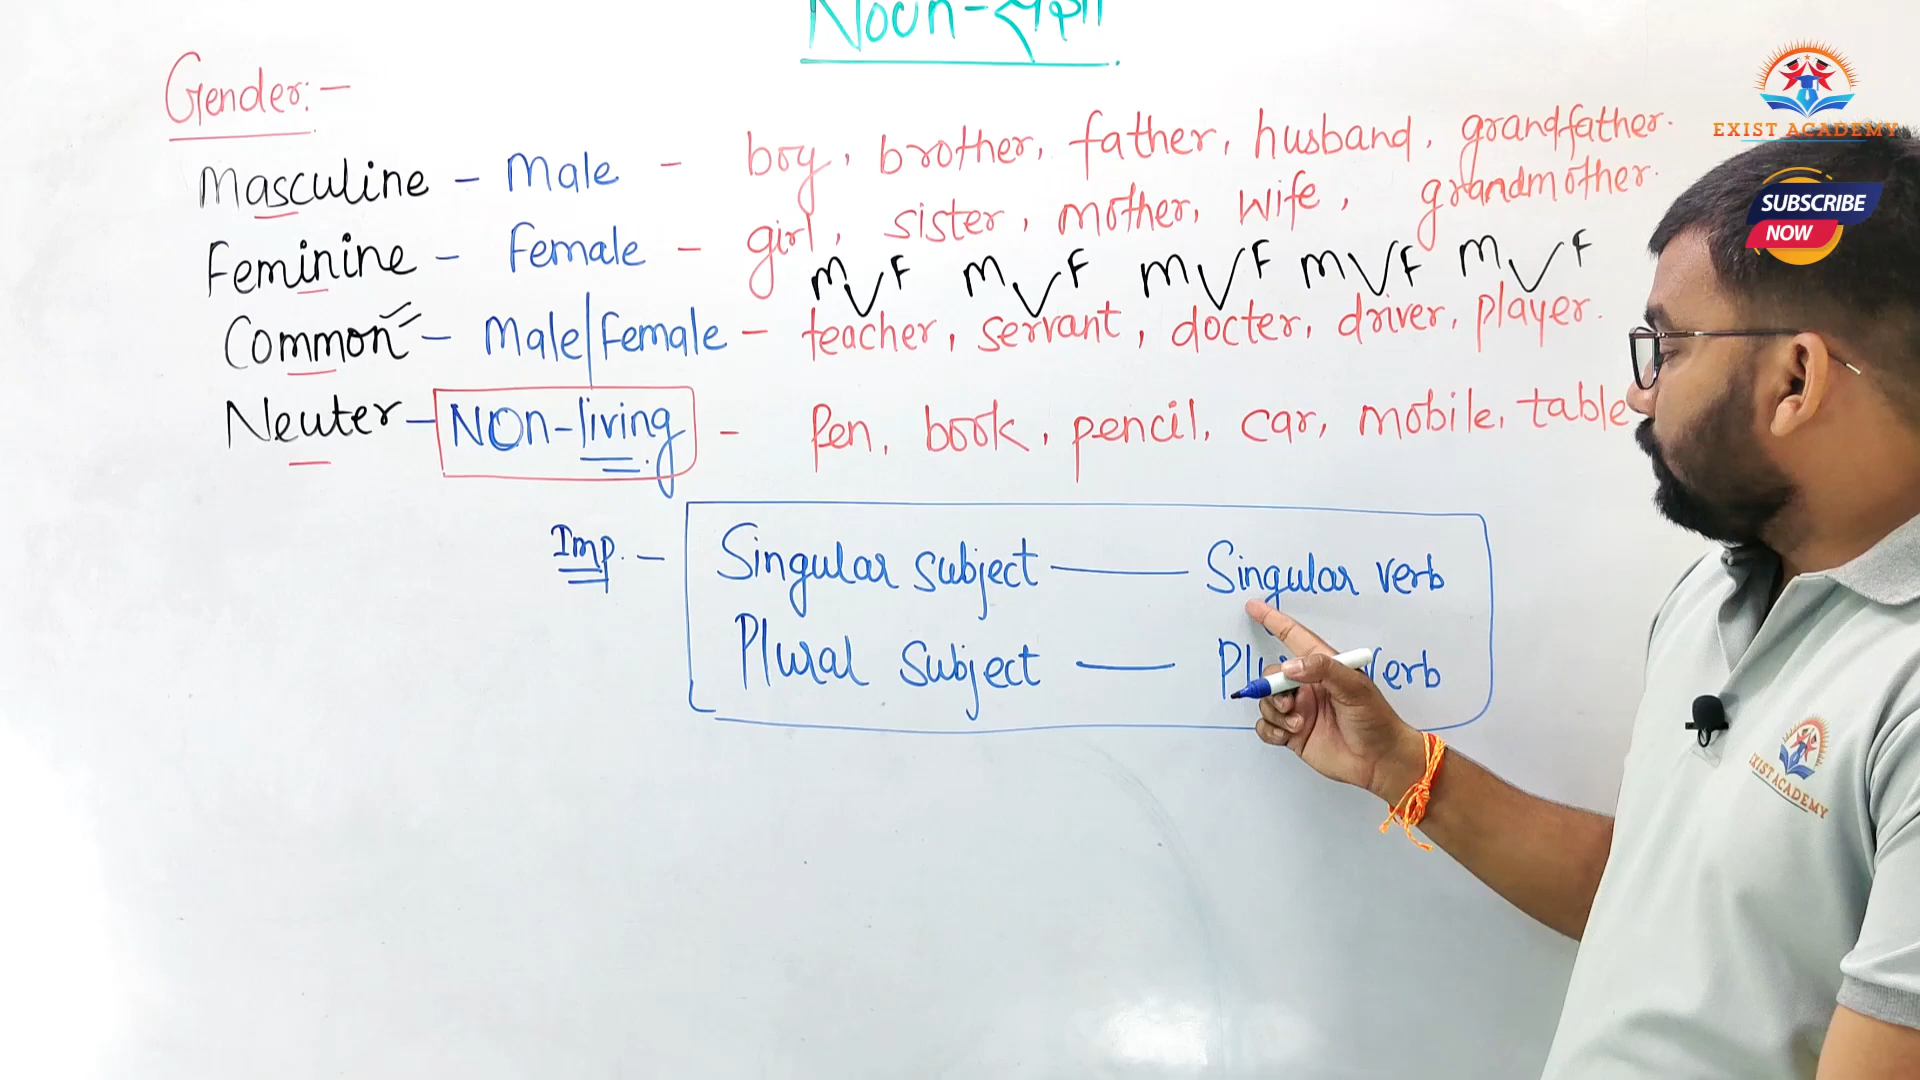 Noun-संज्ञा
Gender:-
Masculine - Male - boy, brother, father, husband, grandfather.
Feminine - Female - girl, sister, mother, wife, grandmother.
M F M F M F M F M F
Common - Male/Female - teacher, servant, docter, driver, player.
Neuter - NON-living - Pen, book, pencil, car, mobile, table
Imp. - Singular subject — Singular verb
Plural Subject — verb
EXIST ACADEMY
SUBSCRIBE
NOW
EXIST ACADEMY